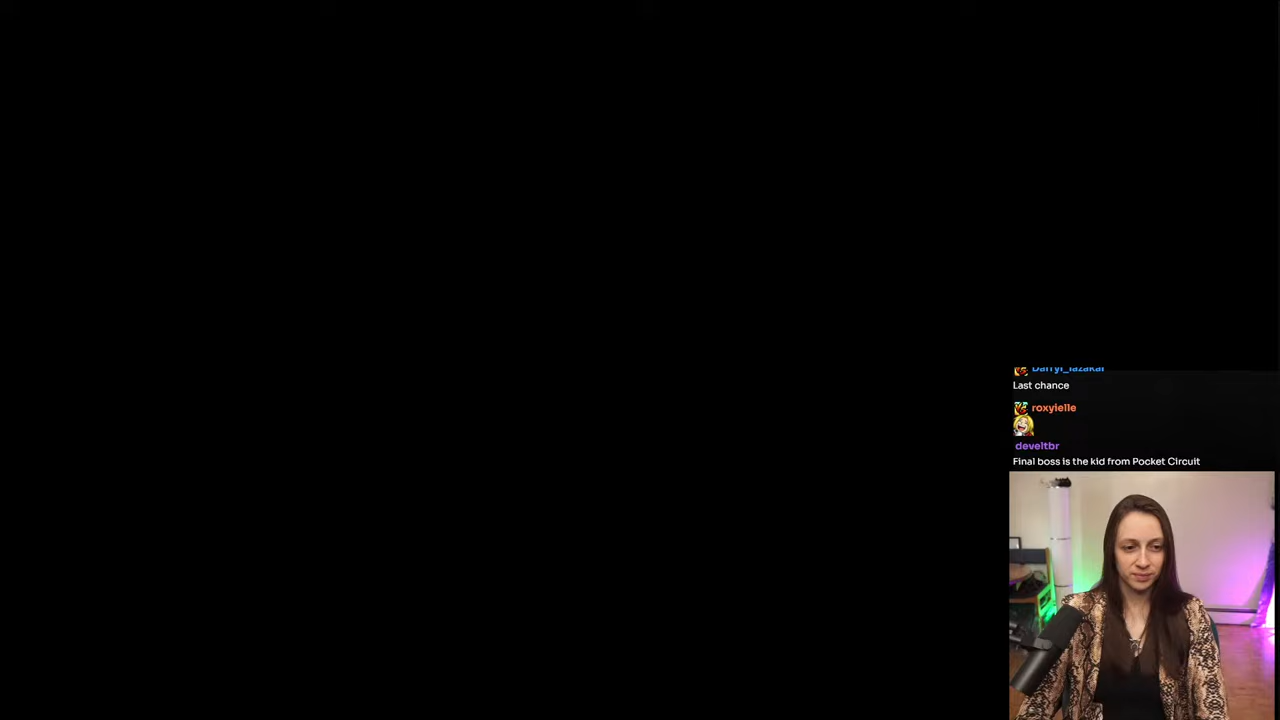 Last chance
roxyielle
develtbr
Final boss is the kid from Pocket Circuit